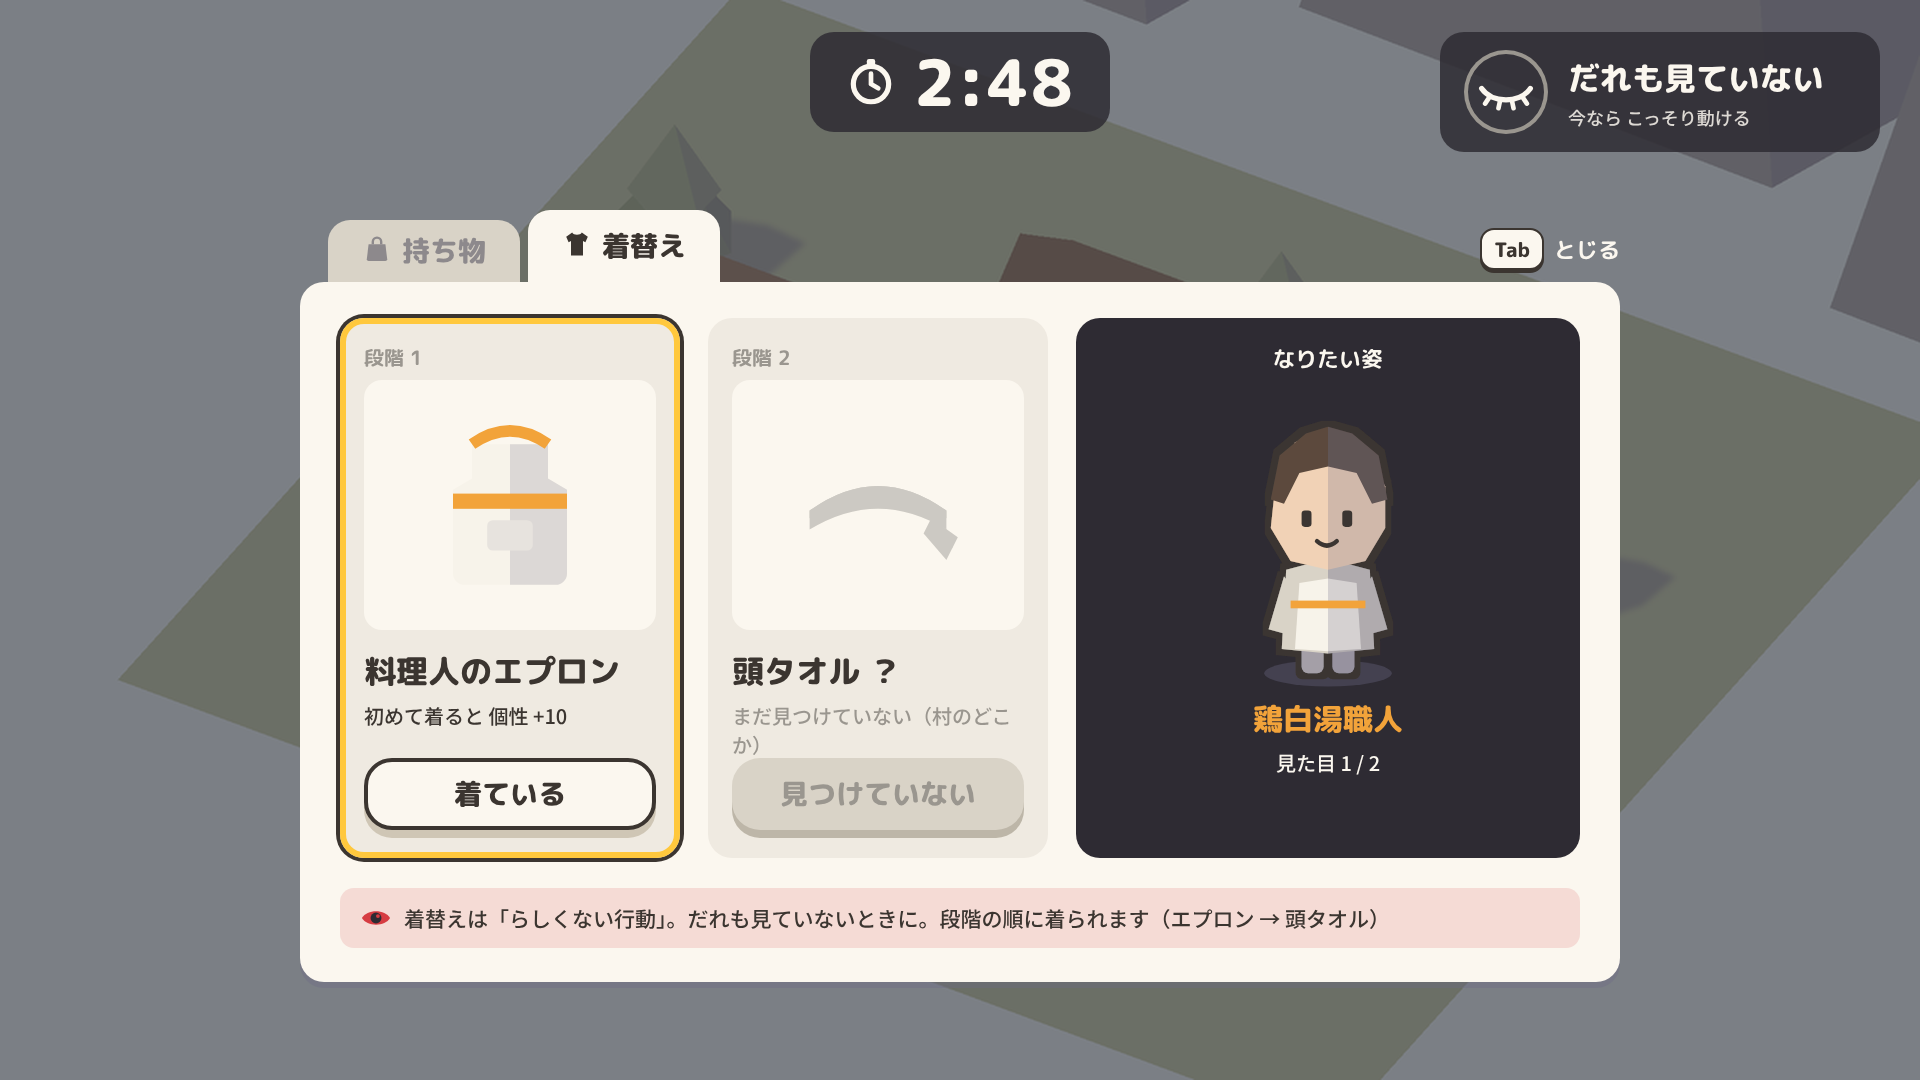 2:48
だれも見ていない
今なら こっそり動ける
持ち物
着替え
Tab とじる
段階 1
料理人のエプロン
初めて着ると 個性 +10
着ている
段階 2
頭タオル ？
まだ見つけていない（村のどこ
か）
見つけていない
なりたい姿
鶏白湯職人
見た目 1 / 2
着替えは「らしくない行動」。だれも見ていないときに。段階の順に着られます（エプロン → 頭タオル）